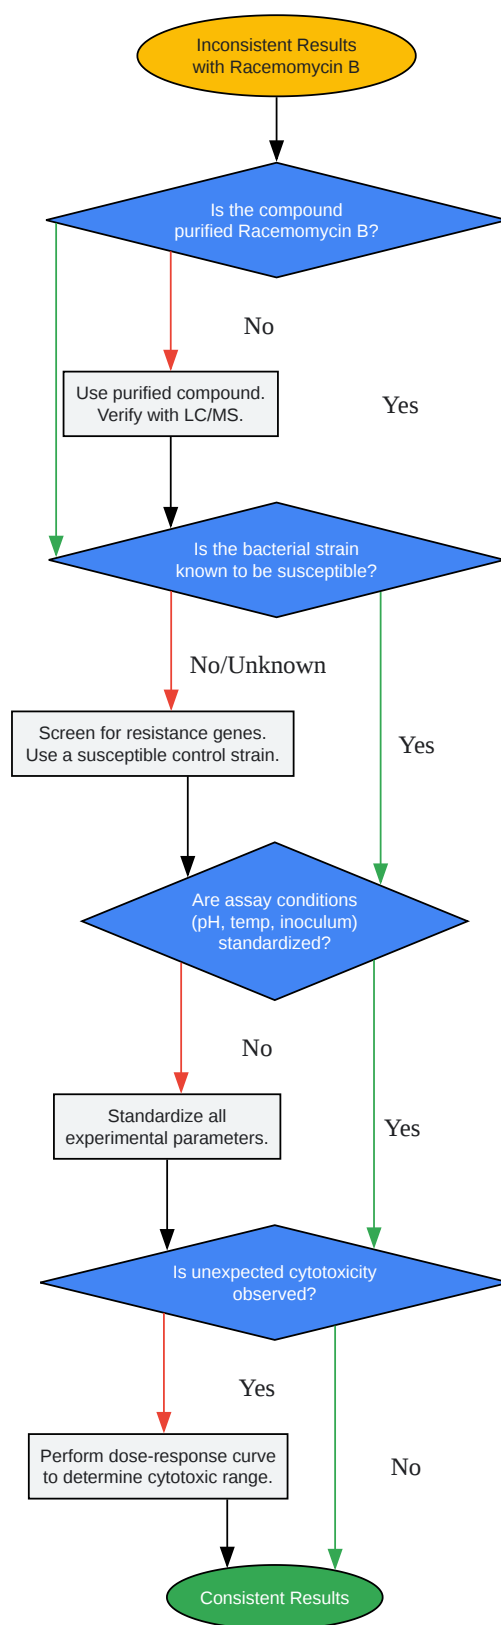 Inconsistent Results
with Racemomycin B
Is the compound
purified Racemomycin B?
No
Use purified compound.
Verify with LC/MS.
Yes
Is the bacterial strain
known to be susceptible?
No/Unknown
Screen for resistance genes.
Use a susceptible control strain.
Yes
Are assay conditions
(pH, temp, inoculum)
standardized?
No
Standardize all
experimental parameters.
Yes
Is unexpected cytotoxicity
observed?
Yes
Perform dose-response curve
to determine cytotoxic range.
No
Consistent Results